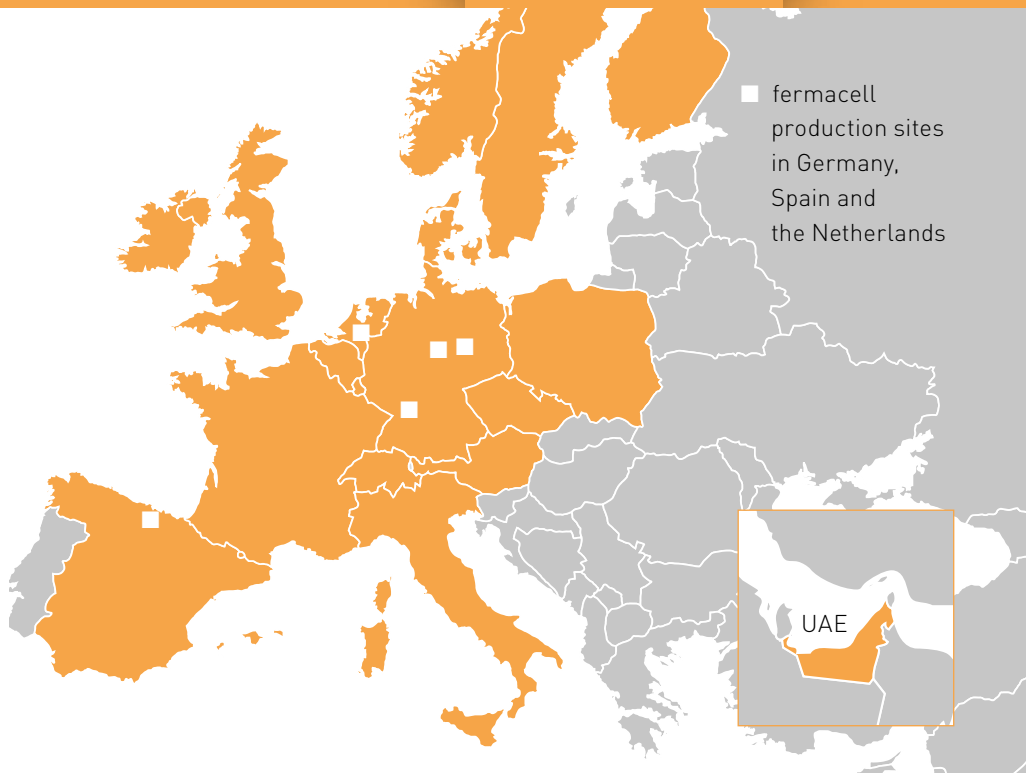 fermacell
production sites
in Germany,
Spain and
the Netherlands
UAE